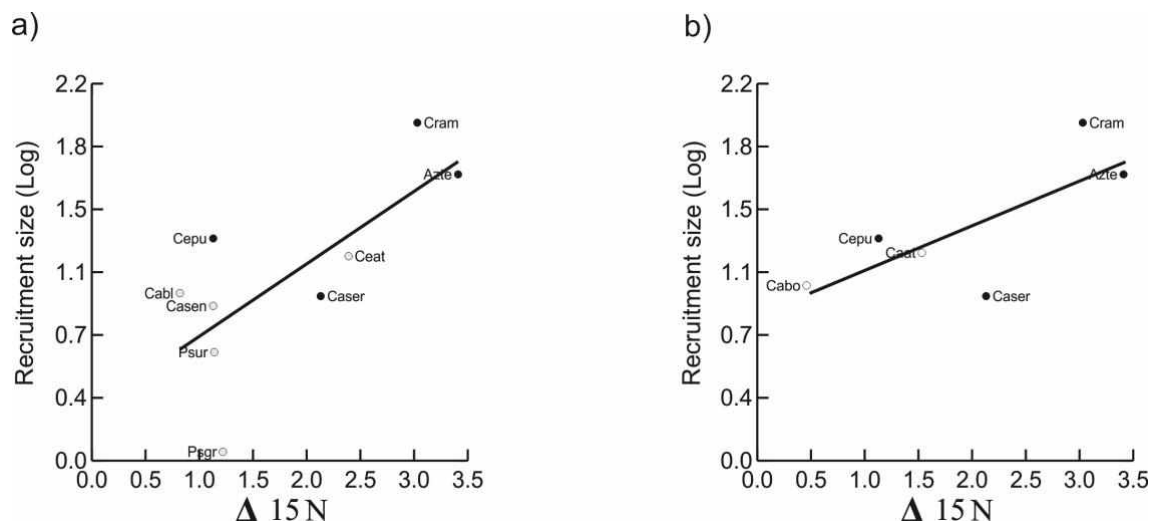 a)
Recruitment size (Log)
2.2
1.8
1.5
1.1
0.7
0.4
0.0
Cram
Azte
Cepu
Ceat
Cabl
Casen
Caser
Psur
Psgr
0.0 0.5 1.0 1.5 2.0 2.5 3.0 3.5
Δ 15 N
b)
Recruitment size (Log)
2.2
1.8
1.5
1.1
0.7
0.4
0.0
Cram
Azte
Cepu
Caat
Cabo
Caser
0.0 0.5 1.0 1.5 2.0 2.5 3.0 3.5
Δ 15 N